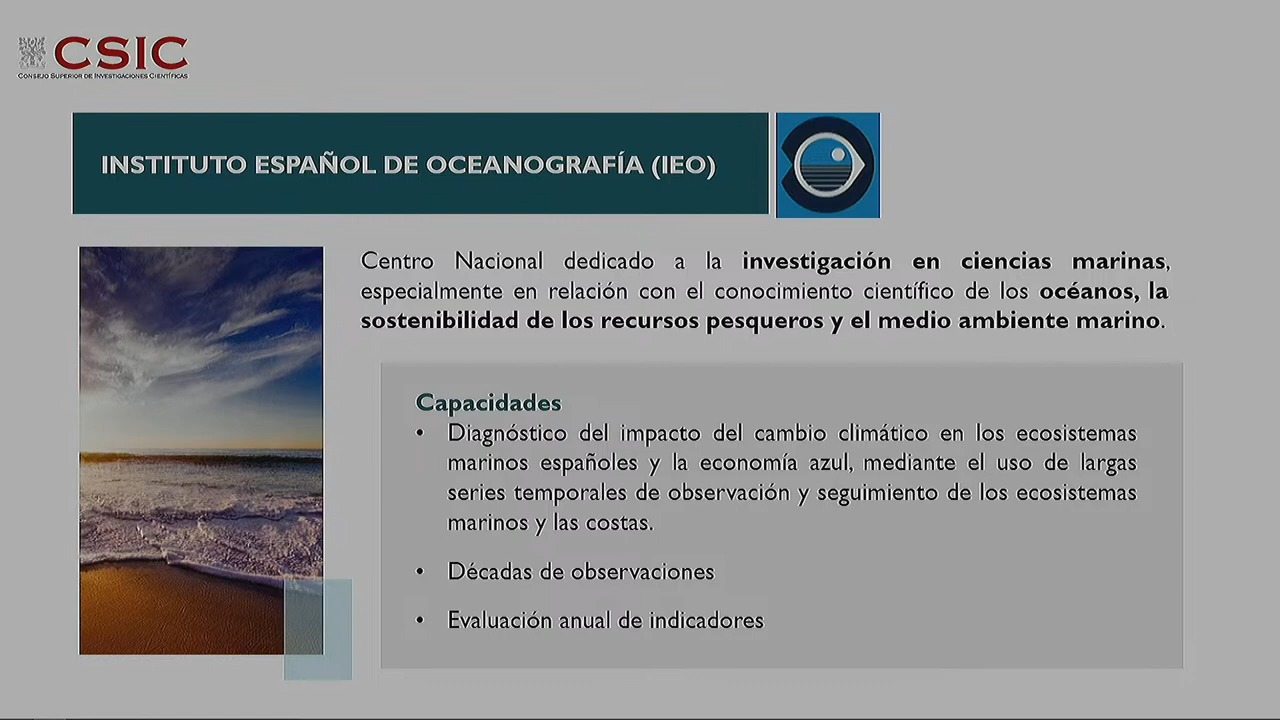 CSIC
CONSEJO SUPERIOR DE INVESTIGACIONES CIENTÍFICAS
INSTITUTO ESPAÑOL DE OCEANOGRAFÍA (IEO)
Centro Nacional dedicado a la investigación en ciencias marinas,
especialmente en relación con el conocimiento científico de los océanos, la
sostenibilidad de los recursos pesqueros y el medio ambiente marino.
Capacidades
• Diagnóstico del impacto del cambio climático en los ecosistemas
marinos españoles y la economía azul, mediante el uso de largas
series temporales de observación y seguimiento de los ecosistemas
marinos y las costas.
• Décadas de observaciones
• Evaluación anual de indicadores